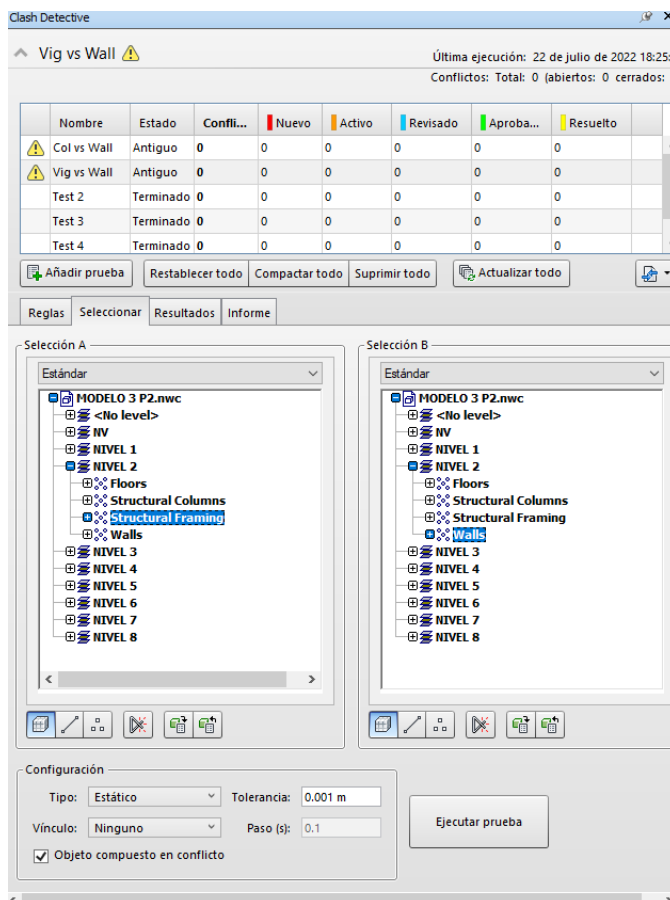 Clash Detective
Vig vs Wall
Última ejecución: 22 de julio de 2022 18:25:
Conflictos: Total: 0 (abiertos: 0 cerrados:
Nombre Estado Confli... Nuevo Activo Revisado Aproba... Resuelto
Col vs Wall Antiguo 0 0 0 0 0 0
Vig vs Wall Antiguo 0 0 0 0 0 0
Test 2 Terminado 0 0 0 0 0 0
Test 3 Terminado 0 0 0 0 0 0
Test 4 Terminado 0 0 0 0 0 0
Añadir prueba Restablecer todo Compactar todo Suprimir todo Actualizar todo
Reglas Seleccionar Resultados Informe
Selección A
Estándar
MODELO 3 P2.nwc
<No level>
NV
NIVEL 1
NIVEL 2
Floors
Structural Columns
Structural Framing
Walls
NIVEL 3
NIVEL 4
NIVEL 5
NIVEL 6
NIVEL 7
NIVEL 8
Selección B
Estándar
MODELO 3 P2.nwc
<No level>
NV
NIVEL 1
NIVEL 2
Floors
Structural Columns
Structural Framing
Walls
NIVEL 3
NIVEL 4
NIVEL 5
NIVEL 6
NIVEL 7
NIVEL 8
Configuración
Tipo: Estático Tolerancia: 0.001 m
Vínculo: Ninguno Paso (s): 0.1
Objeto compuesto en conflicto
Ejecutar prueba